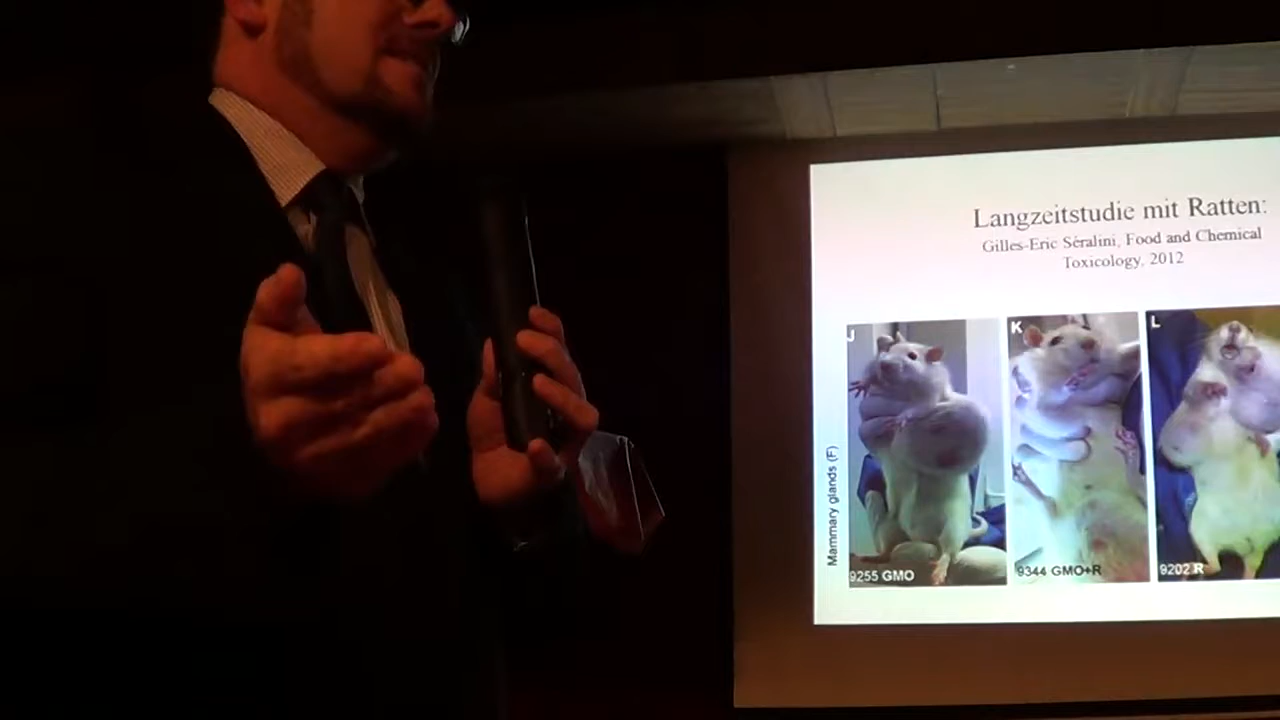 Langzeitstudie mit Ratten:
Gilles-Eric Séralini, Food and Chemical
Toxicology, 2012
J
K
L
Mammary glands (F)
9255 GMO
9344 GMO+R
9202 R